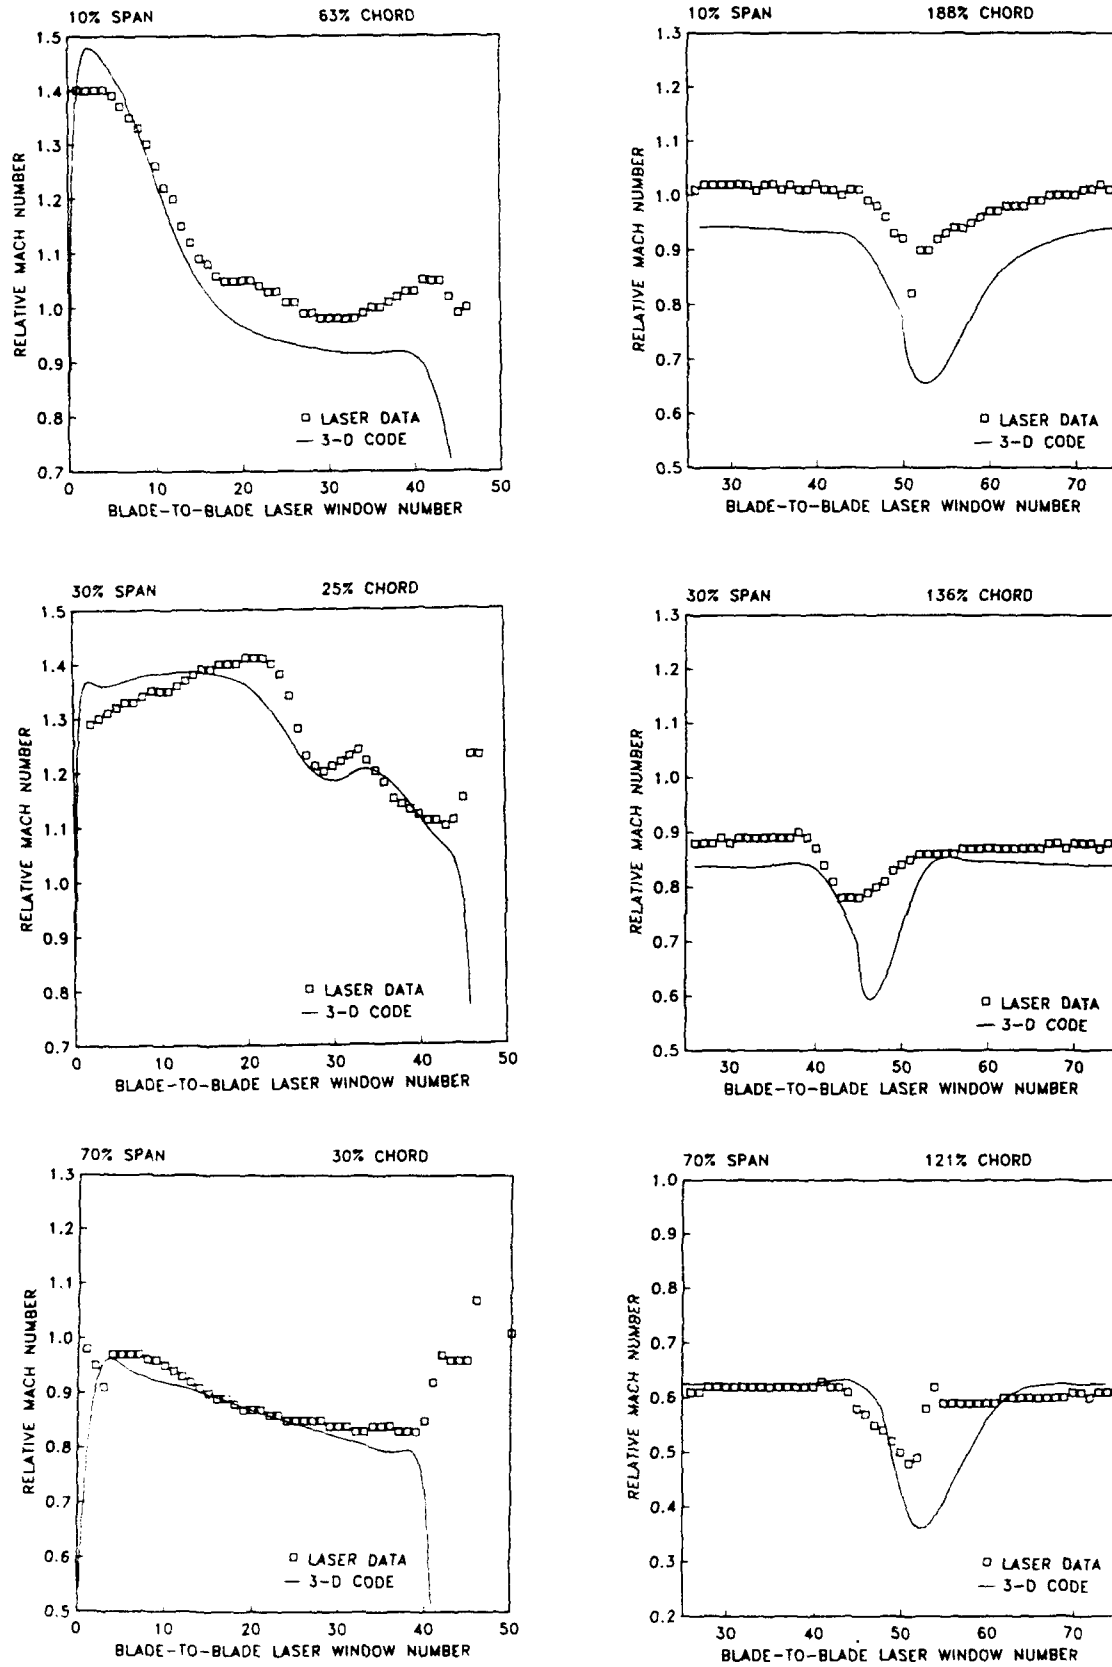 10% SPAN 63% CHORD
1.5
1.4
1.3
1.2
1.1
1.0
0.9
0.8
0.7
RELATIVE MACH NUMBER
LASER DATA
3-D CODE
0 10 20 30 40 50
BLADE-TO-BLADE LASER WINDOW NUMBER
10% SPAN 188% CHORD
1.3
1.2
1.1
1.0
0.9
0.8
0.7
0.6
0.5
RELATIVE MACH NUMBER
LASER DATA
3-D CODE
30 40 50 60 70
BLADE-TO-BLADE LASER WINDOW NUMBER
30% SPAN 25% CHORD
1.5
1.4
1.3
1.2
1.1
1.0
0.9
0.8
0.7
RELATIVE MACH NUMBER
LASER DATA
3-D CODE
0 10 20 30 40 50
BLADE-TO-BLADE LASER WINDOW NUMBER
30% SPAN 136% CHORD
1.3
1.2
1.1
1.0
0.9
0.8
0.7
0.6
0.5
RELATIVE MACH NUMBER
LASER DATA
3-D CODE
30 40 50 60 70
BLADE-TO-BLADE LASER WINDOW NUMBER
70% SPAN 30% CHORD
1.3
1.2
1.1
1.0
0.9
0.8
0.7
0.6
0.5
RELATIVE MACH NUMBER
LASER DATA
3-D CODE
0 10 20 30 40 50
BLADE-TO-BLADE LASER WINDOW NUMBER
70% SPAN 121% CHORD
1.0
0.9
0.8
0.7
0.6
0.5
0.4
0.3
0.2
RELATIVE MACH NUMBER
LASER DATA
3-D CODE
30 40 50 60 70
BLADE-TO-BLADE LASER WINDOW NUMBER